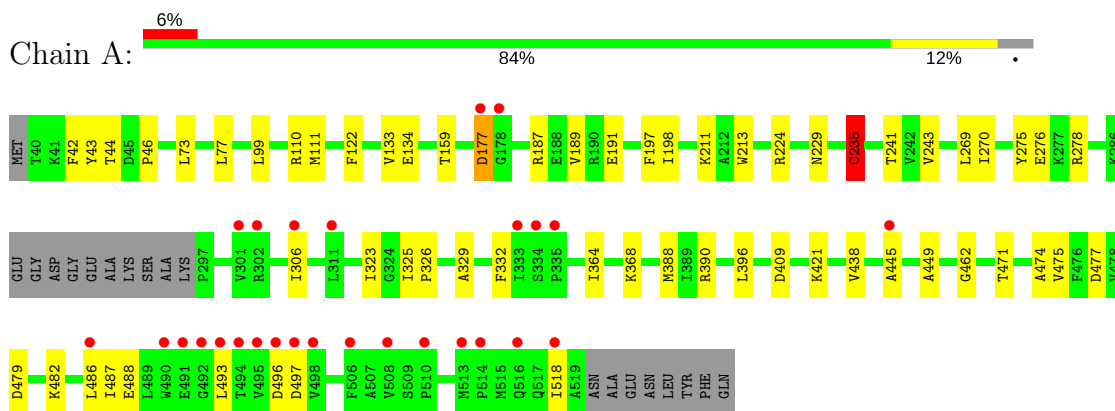 6%
Chain A:
84% 12% •
MET T40 K41 F42 Y43 T44 D45 P46 L73 L77 L99 R110 M111 F122 V133 E134 T159 D177 G178 R187 E188 V189 R190 E191 F197 I198 K211 A212 W213 R224 N229 C235 T241 V242 V243 L269 I270 Y275 E276 K277 R278 K286
GLU GLY ASP GLY GLU ALA LYS SER ALA LYS P297 V301 R302 I306 L311 I323 G324 I325 P326 A329 F332 I333 S334 P335 I364 K368 M388 I389 R390 L396 D409 K421 V438 A445 A449 G462 T471 A474 V475 F476 D477 V478
D479 K482 L486 I487 E488 L489 W490 E491 G492 L493 T494 V495 D496 D497 V498 F506 A507 V508 S509 P510 M513 P514 M515 Q516 Q517 I518 A519 ASN ALA GLU ASN LEU TYR PHE GLN